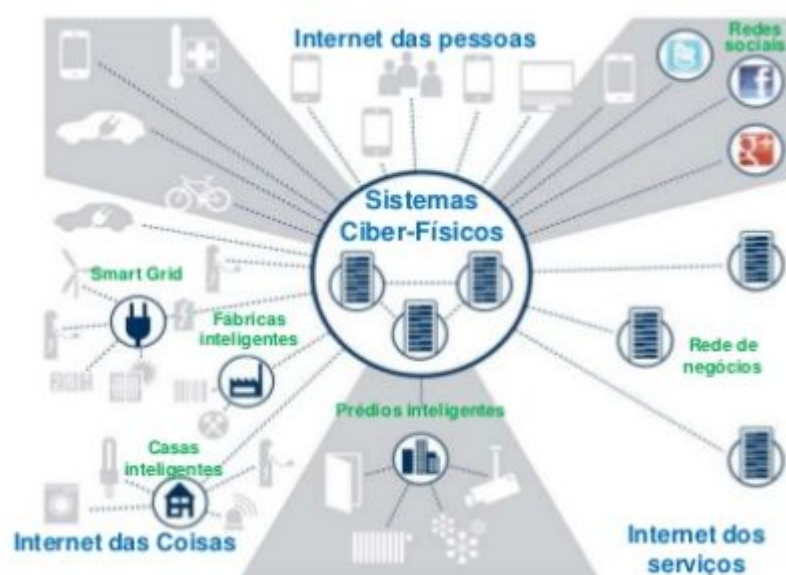 Internet das pessoas
Redes
sociais
Sistemas
Ciber-Físicos
Smart Grid
Fábricas
inteligentes
Rede de
negócios
Prédios inteligentes
Casas
inteligentes
Internet das Coisas
Internet dos
serviços